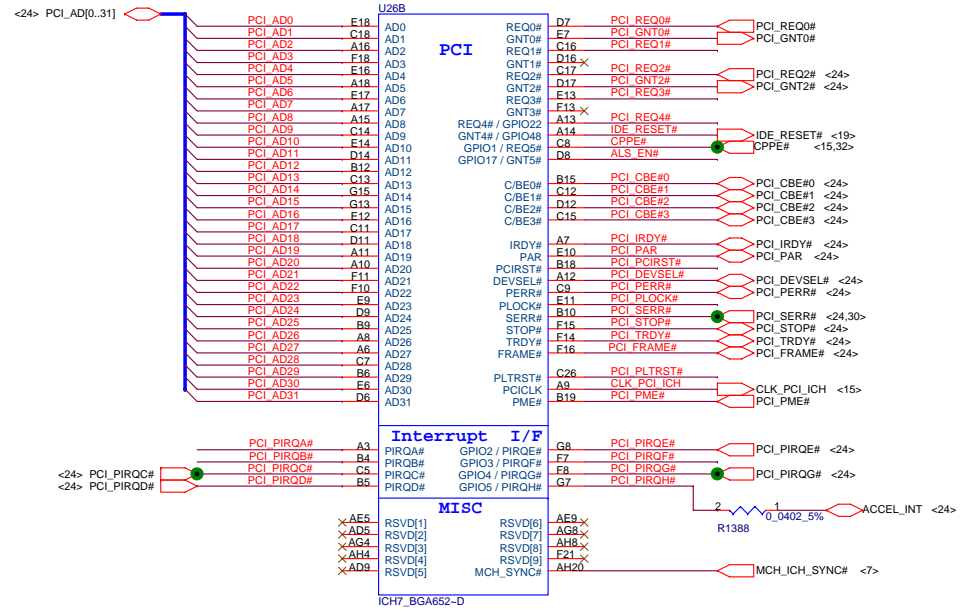 U26B
<24> PCI_AD[0..31]
PCI
PCI_AD0 E18 AD0 REQ0# D7 PCI_REQ0# PCI_REQ0#
PCI_AD1 C18 AD1 GNT0# E7 PCI_GNT0# PCI_GNT0#
PCI_AD2 A16 AD2 REQ1# C16 PCI_REQ1#
PCI_AD3 F18 AD3 GNT1# D16
PCI_AD4 E16 AD4 REQ2# C17 PCI_REQ2# PCI_REQ2# <24>
PCI_AD5 A18 AD5 GNT2# D17 PCI_GNT2# PCI_GNT2# <24>
PCI_AD6 E17 AD6 REQ3# E13 PCI_REQ3#
PCI_AD7 A17 AD7 GNT3# F13
PCI_AD8 A15 AD8 REQ4# / GPIO22 A13 PCI_REQ4#
PCI_AD9 C14 AD9 GNT4# / GPIO48 A14 IDE_RESET# IDE_RESET# <19>
PCI_AD10 E14 AD10 GPIO1 / REQ5# C8 CPPE# CPPE# <15,32>
PCI_AD11 D14 AD11 GPIO17 / GNT5# D8 ALS_EN#
PCI_AD12 B12 AD12
PCI_AD13 C13 AD13 C/BE0# B15 PCI_CBE#0 PCI_CBE#0 <24>
PCI_AD14 G15 AD14 C/BE1# C12 PCI_CBE#1 PCI_CBE#1 <24>
PCI_AD15 G13 AD15 C/BE2# D12 PCI_CBE#2 PCI_CBE#2 <24>
PCI_AD16 E12 AD16 C/BE3# C15 PCI_CBE#3 PCI_CBE#3 <24>
PCI_AD17 C11 AD17
PCI_AD18 D11 AD18 IRDY# A7 PCI_IRDY# PCI_IRDY# <24>
PCI_AD19 A11 AD19 PAR E10 PCI_PAR PCI_PAR <24>
PCI_AD20 A10 AD20 PCIRST# B18 PCI_PCIRST#
PCI_AD21 F11 AD21 DEVSEL# A12 PCI_DEVSEL# PCI_DEVSEL# <24>
PCI_AD22 F10 AD22 PERR# C9 PCI_PERR# PCI_PERR# <24>
PCI_AD23 E9 AD23 PLOCK# E11 PCI_PLOCK#
PCI_AD24 D9 AD24 SERR# B10 PCI_SERR# PCI_SERR# <24,30>
PCI_AD25 B9 AD25 STOP# F15 PCI_STOP# PCI_STOP# <24>
PCI_AD26 A8 AD26 TRDY# F14 PCI_TRDY# PCI_TRDY# <24>
PCI_AD27 A6 AD27 FRAME# F16 PCI_FRAME# PCI_FRAME# <24>
PCI_AD28 C7 AD28
PCI_AD29 B6 AD29 PLTRST# C26 PCI_PLTRST#
PCI_AD30 E6 AD30 PCICLK A9 CLK_PCI_ICH CLK_PCI_ICH <15>
PCI_AD31 D6 AD31 PME# B19 PCI_PME# PCI_PME#
Interrupt I/F
PCI_PIRQA# A3 PIRQA# GPIO2 / PIRQE# G8 PCI_PIRQE# PCI_PIRQE# <24>
PCI_PIRQB# B4 PIRQB# GPIO3 / PIRQF# F7 PCI_PIRQF#
<24> PCI_PIRQC# PCI_PIRQC# C5 PIRQC# GPIO4 / PIRQG# F8 PCI_PIRQG# PCI_PIRQG# <24>
<24> PCI_PIRQD# PCI_PIRQD# B5 PIRQD# GPIO5 / PIRQH# G7 PCI_PIRQH#
MISC
2 1 ACCEL_INT <24>
R1388 0_0402_5%
AE5 RSVD[1] RSVD[6] AE9
AD5 RSVD[2] RSVD[7] AG8
AG4 RSVD[3] RSVD[8] AH8
AH4 RSVD[4] RSVD[9] F21
AD9 RSVD[5] MCH_SYNC# AH20 MCH_ICH_SYNC# <7>
ICH7_BGA652~D